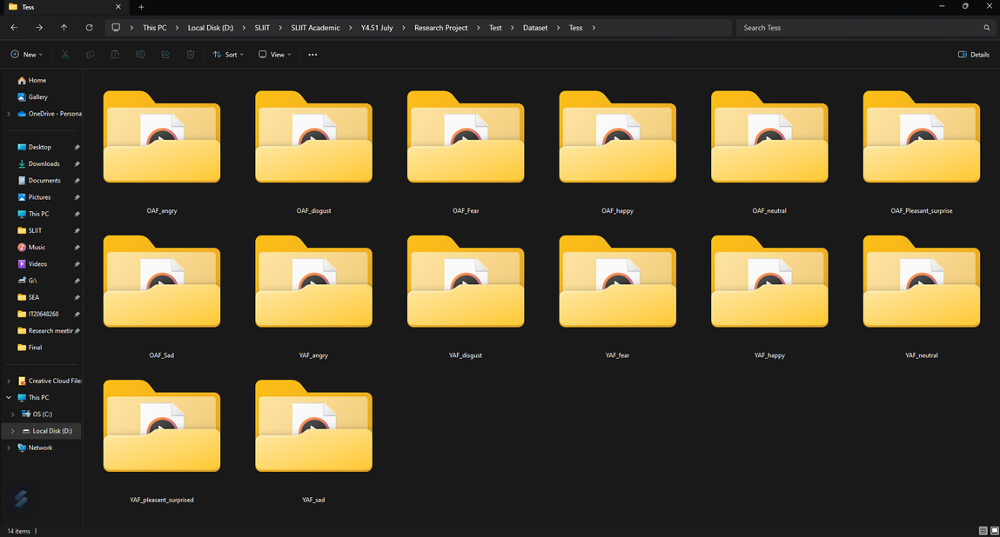 Tess
This PC > Local Disk (D:) > SLIIT > SLIIT Academic > Y4.S1 July > Research Project > Test > Dataset > Tess >
Search Tess
New
Sort
View
Details
Home
Gallery
OneDrive - Persona
Desktop
Downloads
Documents
Pictures
This PC
SLIIT
Music
Videos
G:\
SEA
IT20648268
Research meetin
Final
Creative Cloud Files
This PC
OS (C:)
Local Disk (D:)
Network
OAF_angry
OAF_disgust
OAF_Fear
OAF_happy
OAF_neutral
OAF_Pleasant_surprise
OAF_Sad
YAF_angry
YAF_disgust
YAF_fear
YAF_happy
YAF_neutral
YAF_pleasant_surprised
YAF_sad
14 items